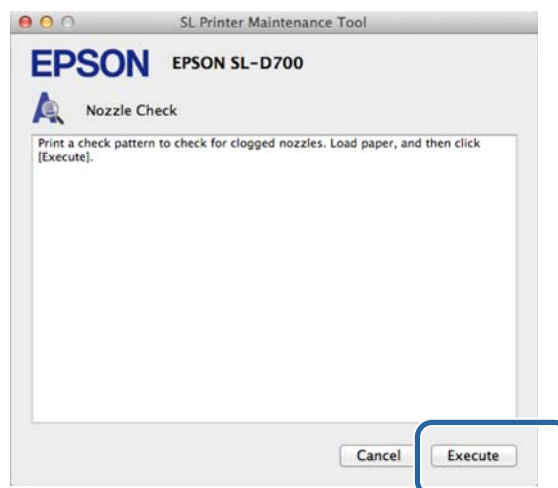 SL Printer Maintenance Tool
EPSON EPSON SL-D700
Nozzle Check
Print a check pattern to check for clogged nozzles. Load paper, and then click
[Execute].
Cancel Execute